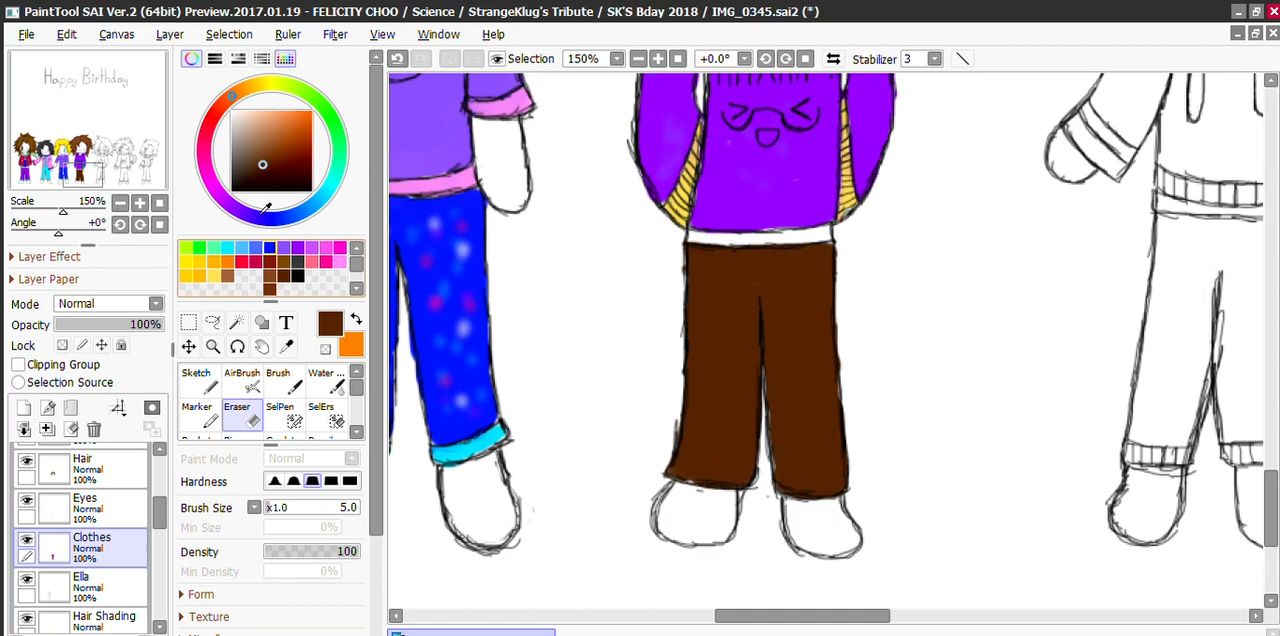 PaintTool SAI Ver.2 (64bit) Preview.2017.01.19 - FELICITY CHOO / Science / StrangeKlug's Tribute / SK'S Bday 2018 / IMG_0345.sai2 (*)
File Edit Canvas Layer Selection Ruler Filter View Window Help
Selection 150% +0.0° Stabilizer 3
Happy Birthday
Scale 150%
Angle +0°
Layer Effect
Layer Paper
Mode Normal
Opacity 100%
Lock
Clipping Group
Selection Source
Hair
Normal
100%
Eyes
Normal
100%
Clothes
Normal
100%
Ella
Normal
100%
Hair Shading
Normal
T
Sketch AirBrush Brush Water ...
Marker Eraser SelPen SelErs
Paint Mode Normal
Hardness
Brush Size x1.0 5.0
Min Size 0%
Density 100
Min Density 0%
Form
Texture